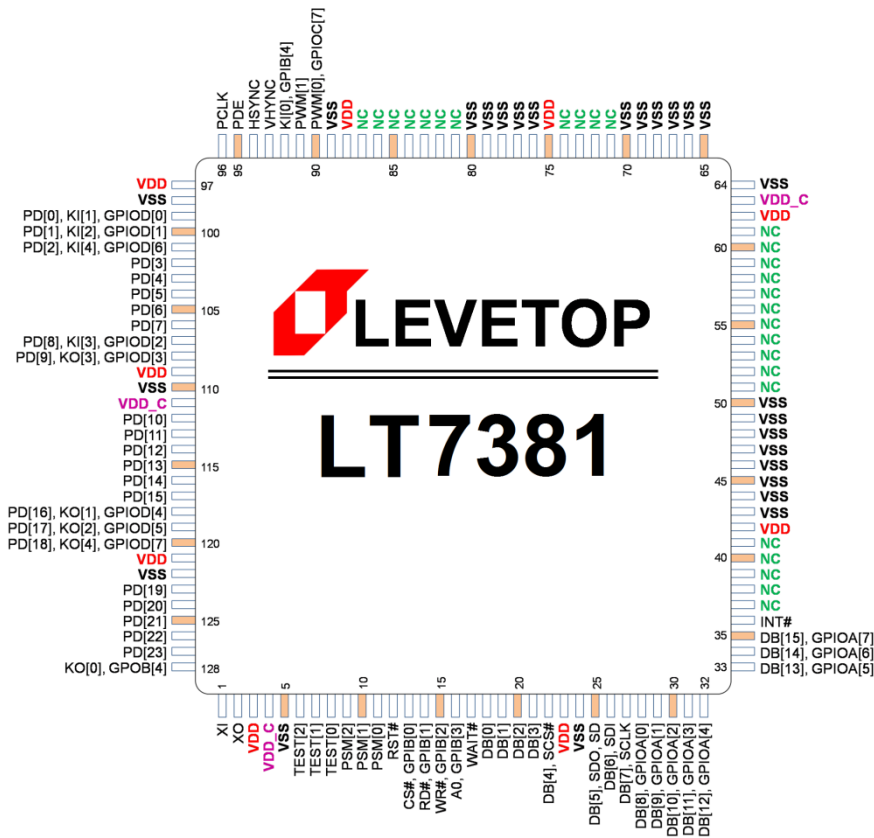 PCLK
PDE
HSYNC
VHYNC
KI[0], GPIB[4]
PWM[1]
PWM[0], GPIOC[7]
VSS
VDD
NC
NC
NC
NC
NC
NC
NC
VSS
VSS
VSS
VSS
VSS
VDD
NC
NC
NC
NC
VSS
VSS
VSS
VSS
VSS
VSS
96
95
90
85
80
75
70
65
VDD
VSS
PD[0], KI[1], GPIOD[0]
PD[1], KI[2], GPIOD[1]
PD[2], KI[4], GPIOD[6]
PD[3]
PD[4]
PD[5]
PD[6]
PD[7]
PD[8], KI[3], GPIOD[2]
PD[9], KO[3], GPIOD[3]
VDD
VSS
VDD_C
PD[10]
PD[11]
PD[12]
PD[13]
PD[14]
PD[15]
PD[16], KO[1], GPIOD[4]
PD[17], KO[2], GPIOD[5]
PD[18], KO[4], GPIOD[7]
VDD
VSS
PD[19]
PD[20]
PD[21]
PD[22]
PD[23]
KO[0], GPOB[4]
97
100
105
110
115
120
125
128
LEVETOP
LT7381
64
60
55
50
45
40
35
33
VSS
VDD_C
VDD
NC
NC
NC
NC
NC
NC
NC
NC
NC
NC
NC
VSS
VSS
VSS
VSS
VSS
VSS
VSS
VSS
VDD
NC
NC
NC
NC
NC
INT#
DB[15], GPIOA[7]
DB[14], GPIOA[6]
DB[13], GPIOA[5]
1
5
10
15
20
25
30
32
XI
XO
VDD
VDD_C
VSS
TEST[2]
TEST[1]
TEST[0]
PSM[2]
PSM[1]
PSM[0]
RST#
CS#, GPIB[0]
RD#, GPIB[1]
WR#, GPIB[2]
A0, GPIB[3]
WAIT#
DB[0]
DB[1]
DB[2]
DB[3]
DB[4], SCS#
VDD
VSS
DB[5], SDO, SD
DB[6], SDI
DB[7], SCLK
DB[8], GPIOA[0]
DB[9], GPIOA[1]
DB[10], GPIOA[2]
DB[11], GPIOA[3]
DB[12], GPIOA[4]